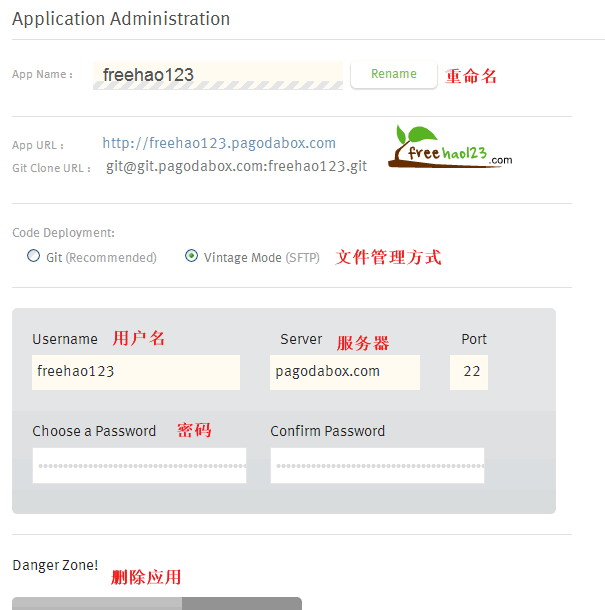 Application Administration
App Name : freehao123 Rename 重命名
App URL : http://freehao123.pagodabox.com
Git Clone URL : git@git.pagodabox.com:freehao123.git
freehao123.com
Code Deployment:
Git (Recommended) Vintage Mode (SFTP) 文件管理方式
Username 用户名 Server 服务器 Port
freehao123 pagodabox.com 22
Choose a Password 密码 Confirm Password
Danger Zone! 删除应用